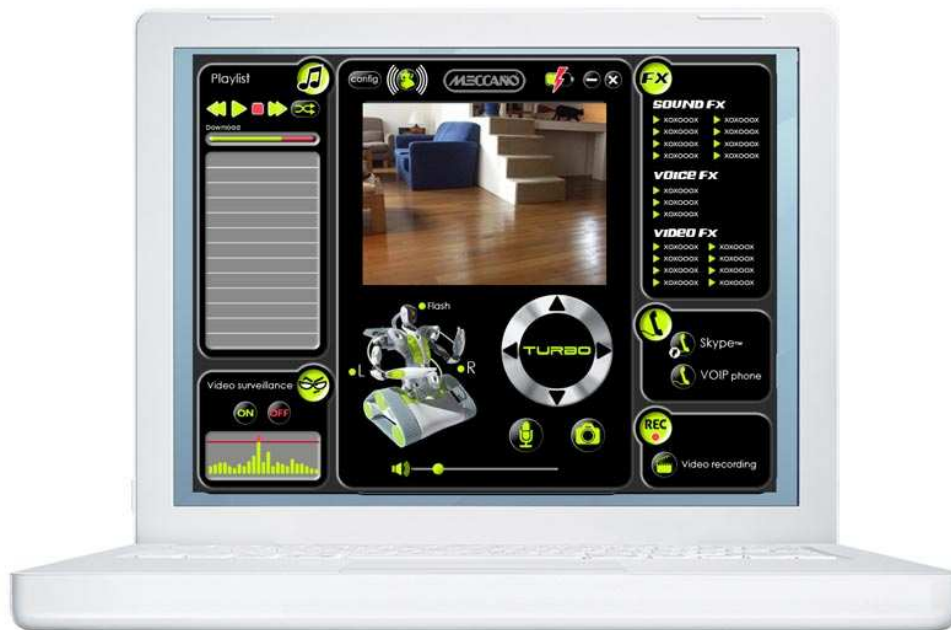 Playlist
Download
Video surveillance
ON OFF
config
MECCANO
Flash
L R
TURBO
FX
SOUND FX
xoxooox xoxooox
xoxooox xoxooox
xoxooox xoxooox
xoxooox xoxooox
VOICE FX
xoxooox
xoxooox
xoxooox
VIDEO FX
xoxooox xoxooox
xoxooox xoxooox
xoxooox xoxooox
xoxooox xoxooox
Skype™
VOIP phone
REC
Video recording